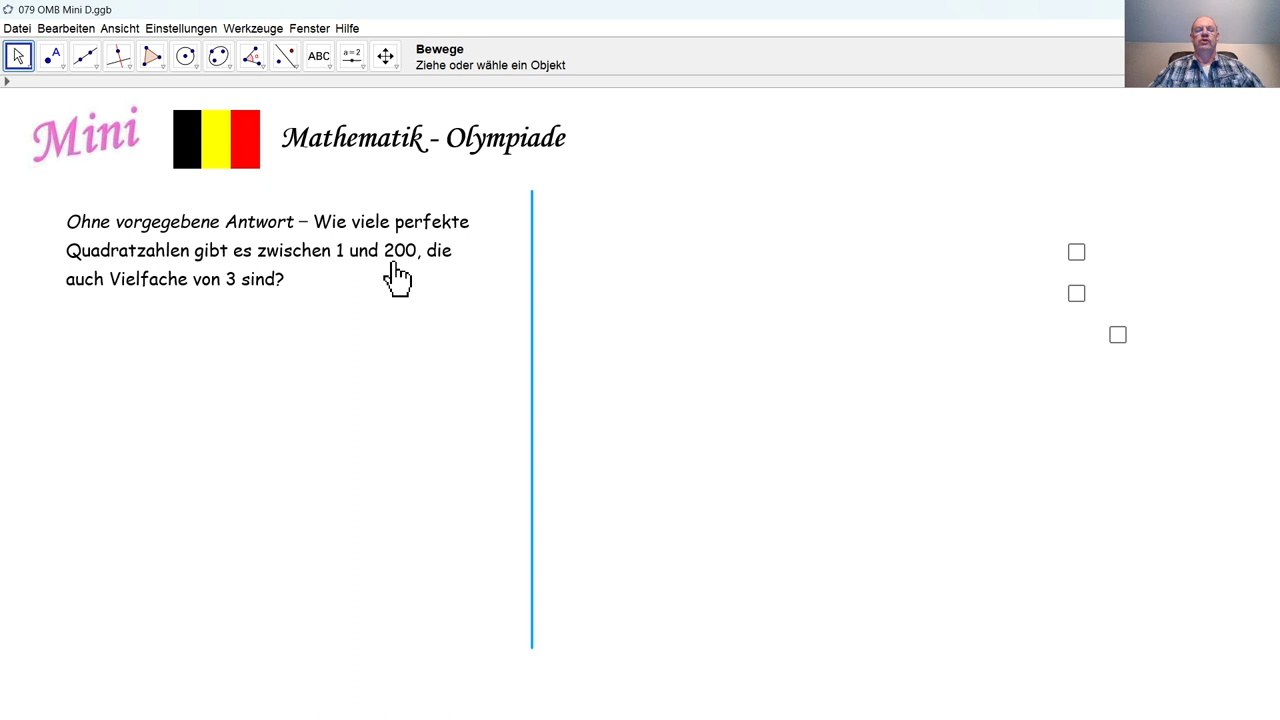 079 OMB Mini D.ggb
Datei Bearbeiten Ansicht Einstellungen Werkzeuge Fenster Hilfe
A
ABC
a=2
Bewege
Ziehe oder wähle ein Objekt
Mini
Mathematik - Olympiade
Ohne vorgegebene Antwort – Wie viele perfekte
Quadratzahlen gibt es zwischen 1 und 200, die
auch Vielfache von 3 sind?